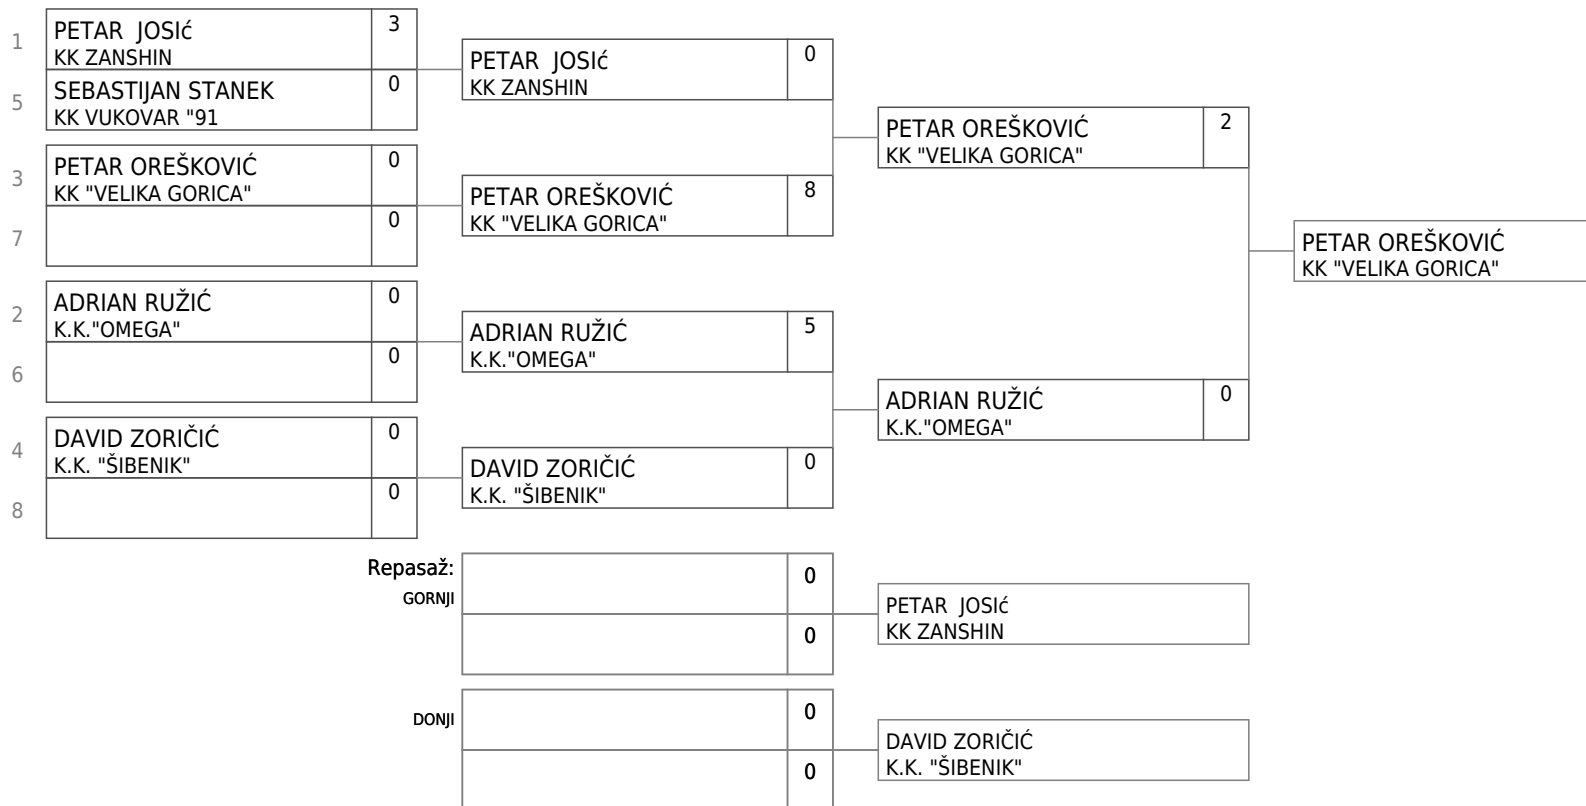 1
PETAR  JOSIć
KK ZANSHIN
3
5
SEBASTIJAN STANEK
KK VUKOVAR "91
0
3
PETAR OREŠKOVIĆ
KK "VELIKA GORICA"
0
7
0
2
ADRIAN RUŽIĆ
K.K."OMEGA"
0
6
0
4
DAVID ZORIČIĆ
K.K. "ŠIBENIK"
0
8
0
PETAR  JOSIć
KK ZANSHIN
0
PETAR OREŠKOVIĆ
KK "VELIKA GORICA"
8
ADRIAN RUŽIĆ
K.K."OMEGA"
5
DAVID ZORIČIĆ
K.K. "ŠIBENIK"
0
PETAR OREŠKOVIĆ
KK "VELIKA GORICA"
2
ADRIAN RUŽIĆ
K.K."OMEGA"
0
PETAR OREŠKOVIĆ
KK "VELIKA GORICA"
Repasaž:
GORNJI
0
0
PETAR  JOSIć
KK ZANSHIN
DONJI
0
0
DAVID ZORIČIĆ
K.K. "ŠIBENIK"